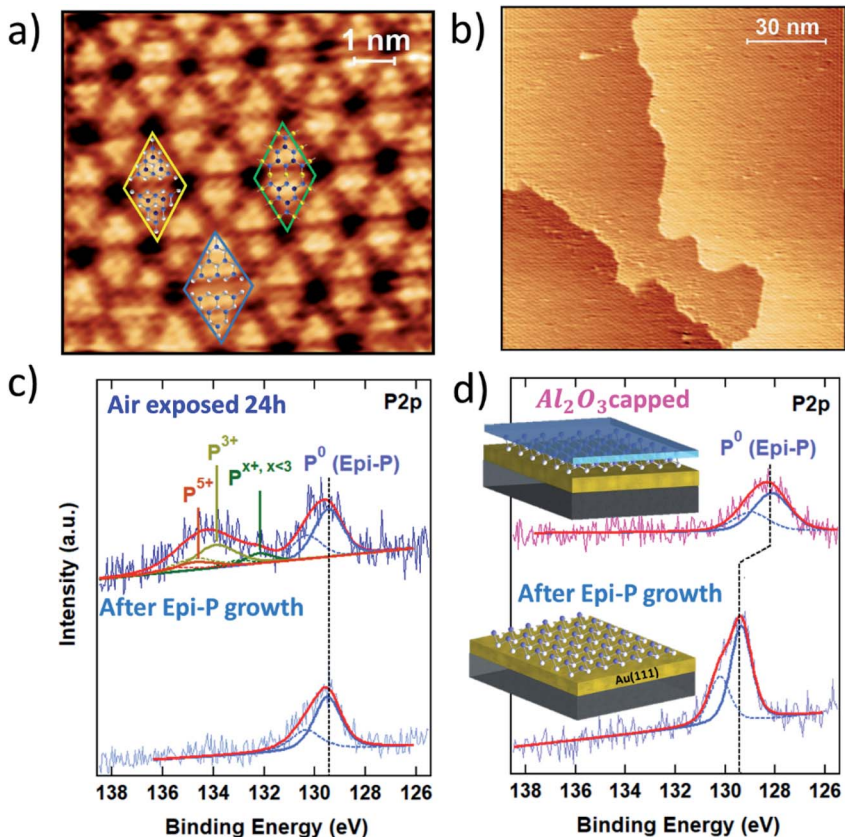 a)
1 nm
b)
30 nm
c)
Air exposed 24h
P2p
P3+
P5+
Px+, x<3
P0 (Epi-P)
After Epi-P growth
Intensity (a.u.)
138 136 134 132 130 128 126
Binding Energy (eV)
d)
Al2O3 capped
P2p
P0 (Epi-P)
After Epi-P growth
Au(111)
138 136 134 132 130 128 126
Binding Energy (eV)